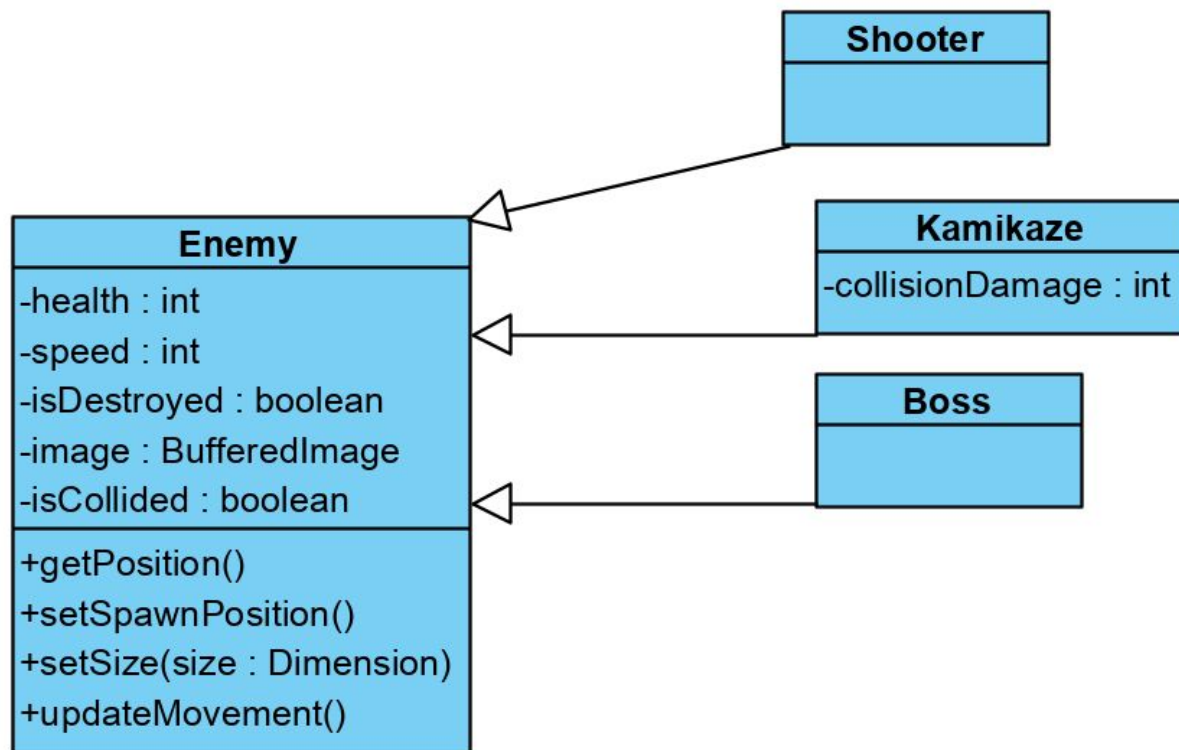 Shooter
Enemy
-health : int
-speed : int
-isDestroyed : boolean
-image : BufferedImage
-isCollided : boolean
+getPosition()
+setSpawnPosition()
+setSize(size : Dimension)
+updateMovement()
Kamikaze
-collisionDamage : int
Boss